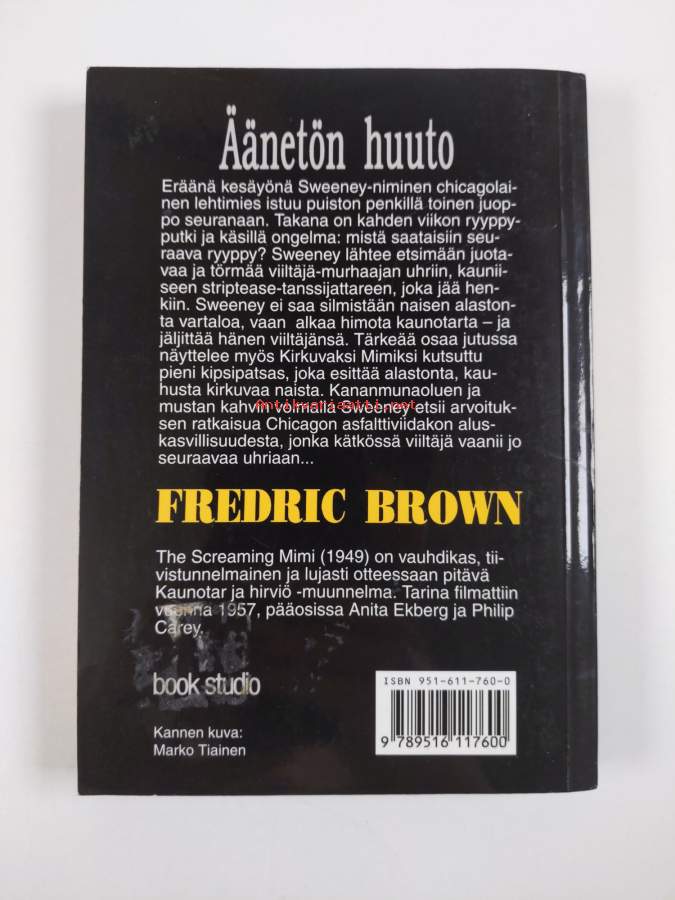 Äänetön huuto
Eräänä kesäyönä Sweeney-niminen chicagolai-
nen lehtimies istuu puiston penkillä toinen juop-
po seuranaan. Takana on kahden viikon ryyppy-
putki ja käsillä ongelma: mistä saataisiin seu-
raava ryyppy? Sweeney lähtee etsimään juota-
vaa ja törmää viiltäjä-murhaajan uhriin, kaunii-
seen striptease-tanssijattareen, joka jää hen-
kiin. Sweeney ei saa silmistään naisen alaston-
ta vartaloa, vaan alkaa himota kaunotarta – ja
jäljittää hänen viiltäjänsä. Tärkeää osaa jutussa
näyttelee myös Kirkuvaksi Mimiksi kutsuttu
pieni kipsipatsas, joka esittää alastonta, kau-
husta kirkuvaa naista. Kananmunaoluen ja
antikvariaatti.net
mustan kahvin voimalla Sweeney etsii arvoituk-
sen ratkaisua Chicagon asfalttiviidakon alus-
kasvillisuudesta, jonka kätkössä viiltäjä vaanii jo
seuraavaa uhriaan...
FREDRIC BROWN
The Screaming Mimi (1949) on vauhdikas, tii-
vistunnelmainen ja lujasti otteessaan pitävä
Kaunotar ja hirviö -muunnelma. Tarina filmattiin
vuonna 1957, pääosissa Anita Ekberg ja Philip
Carey.
book studio
ISBN 951-611-760-0
9 789516 117600
Kannen kuva:
Marko Tiainen